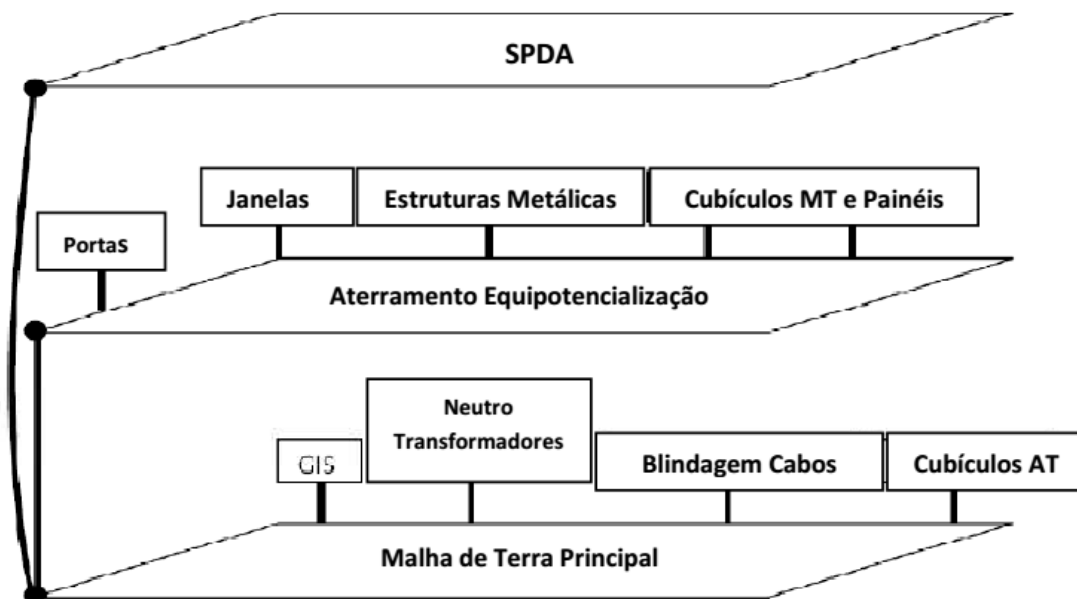 SPDA
Janelas
Estruturas Metálicas
Cubículos MT e Painéis
Portas
Aterramento Equipotencialização
Neutro
Transformadores
GIS
Blindagem Cabos
Cubículos AT
Malha de Terra Principal